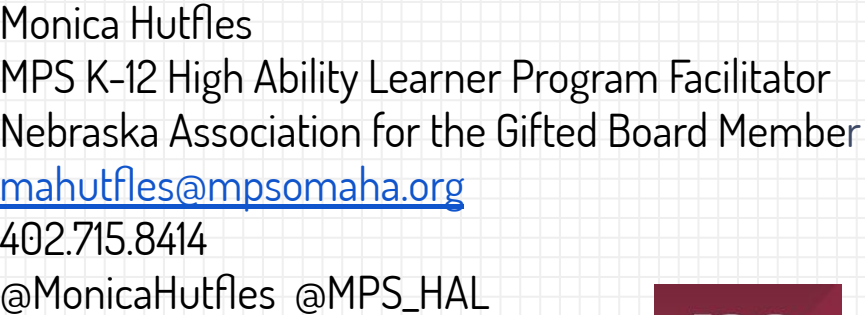 Monica Hutfles
MPS K-12 High Ability Learner Program Facilitator
Nebraska Association for the Gifted Board Member
mahutfles@mpsomaha.org
402.715.8414
@MonicaHutfles @MPS_HAL